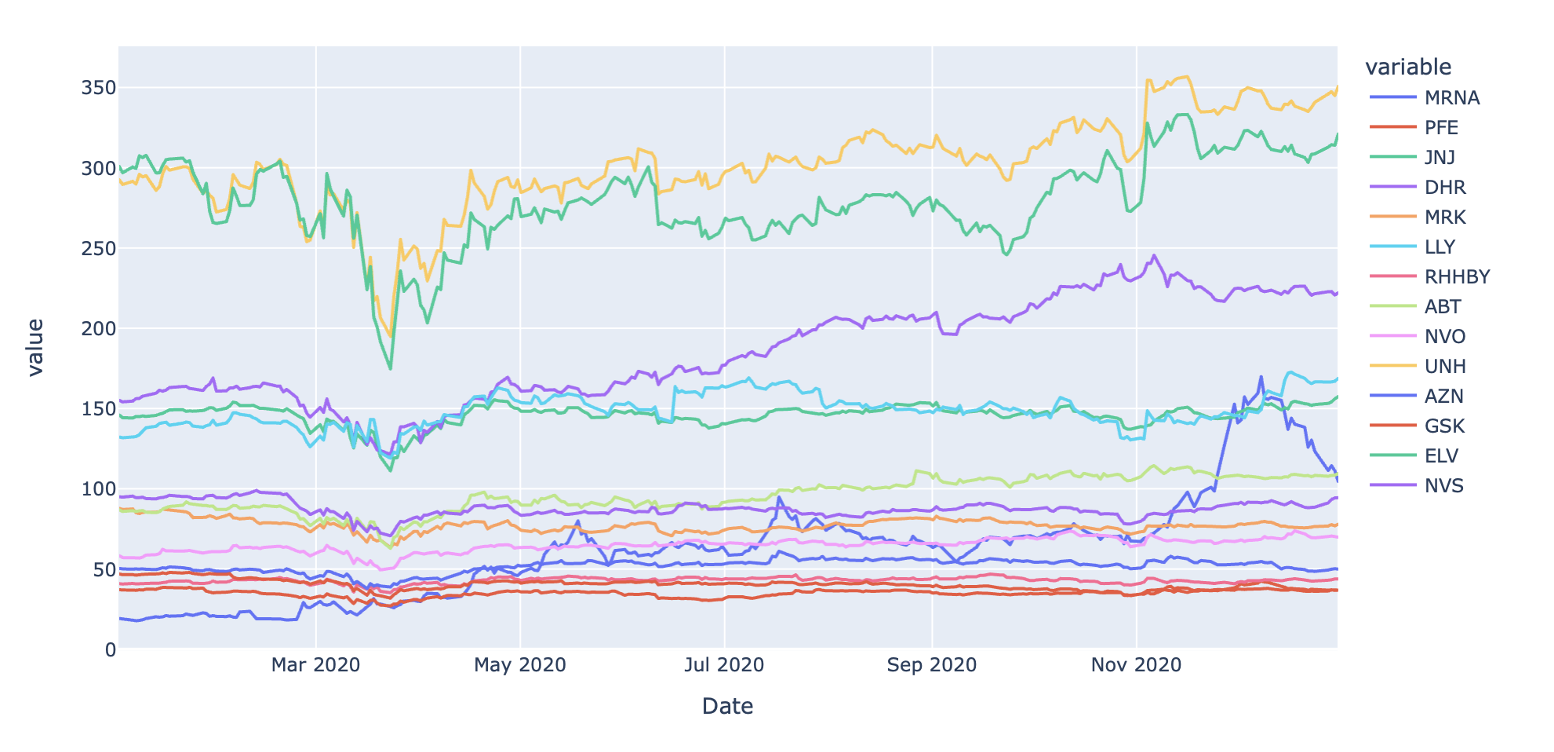 350
300
250
200
150
100
50
0
value
Mar 2020
May 2020
Jul 2020
Sep 2020
Nov 2020
Date
variable
MRNA
PFE
JNJ
DHR
MRK
LLY
RHHBY
ABT
NVO
UNH
AZN
GSK
ELV
NVS